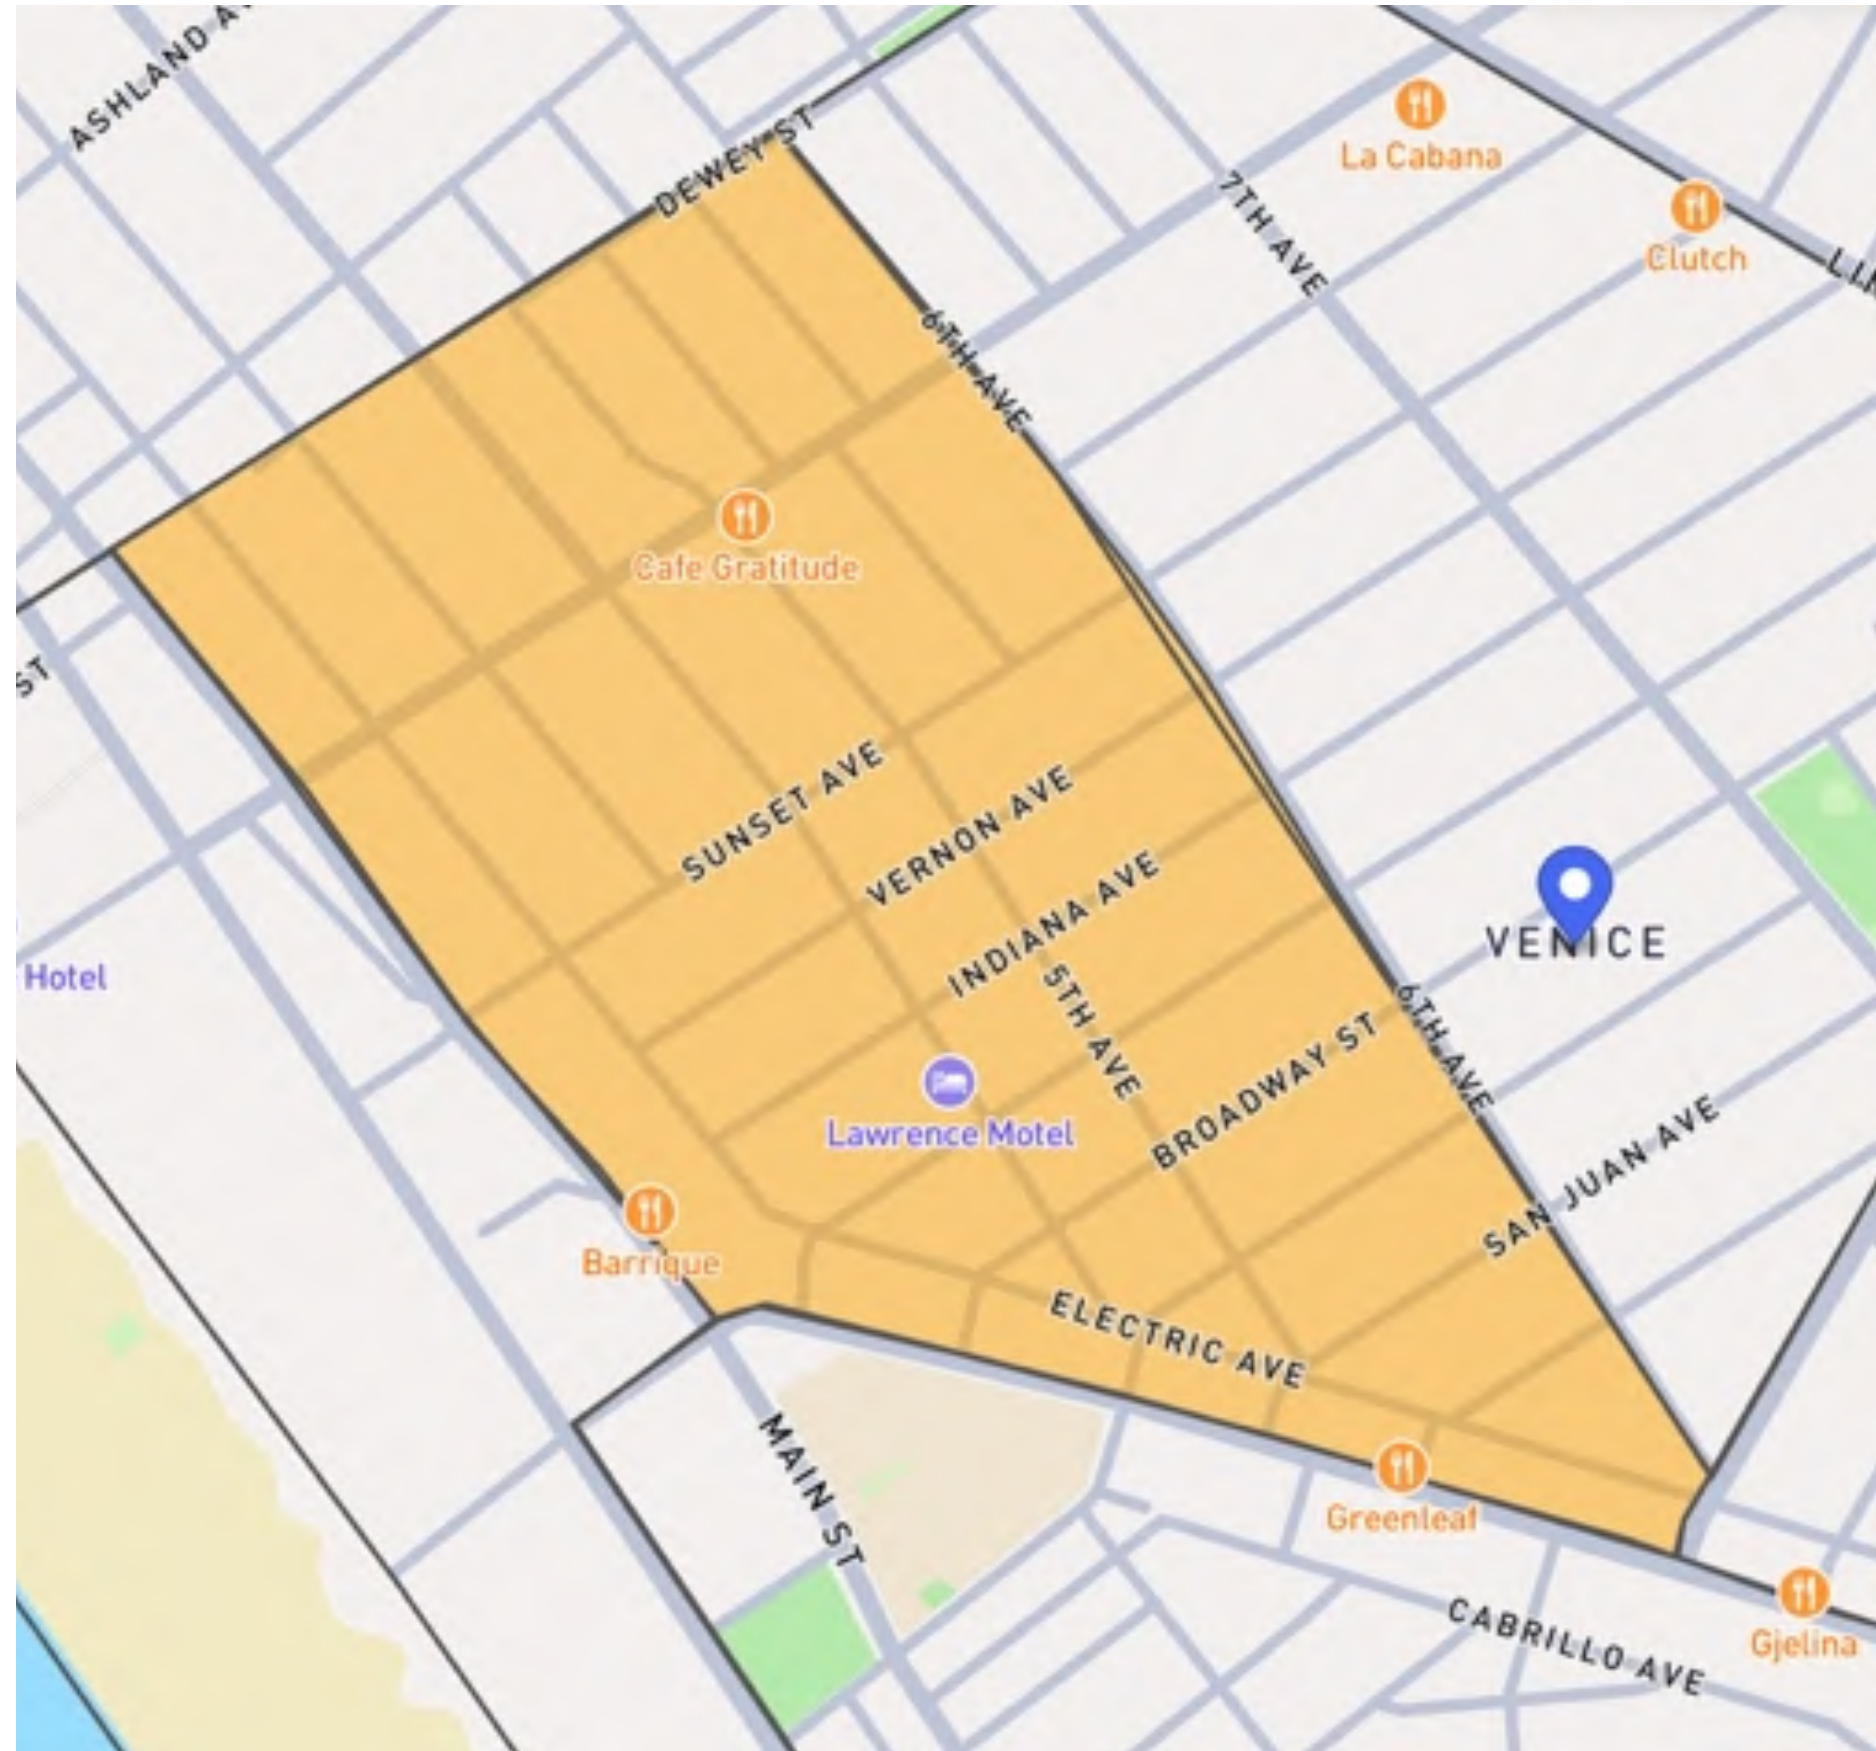 ASHLAND
DEWEY ST
La Cabana
7TH AVE
Clutch
6TH AVE
Cafe Gratitude
ST
SUNSET AVE
VERNON AVE
INDIANA AVE
VENICE
Hotel
5TH AVE
6TH AVE
BROADWAY ST
Lawrence Motel
SAN JUAN AVE
Barrique
ELECTRIC AVE
MAIN ST
Greenleaf
CABRILLO AVE
Gjelina